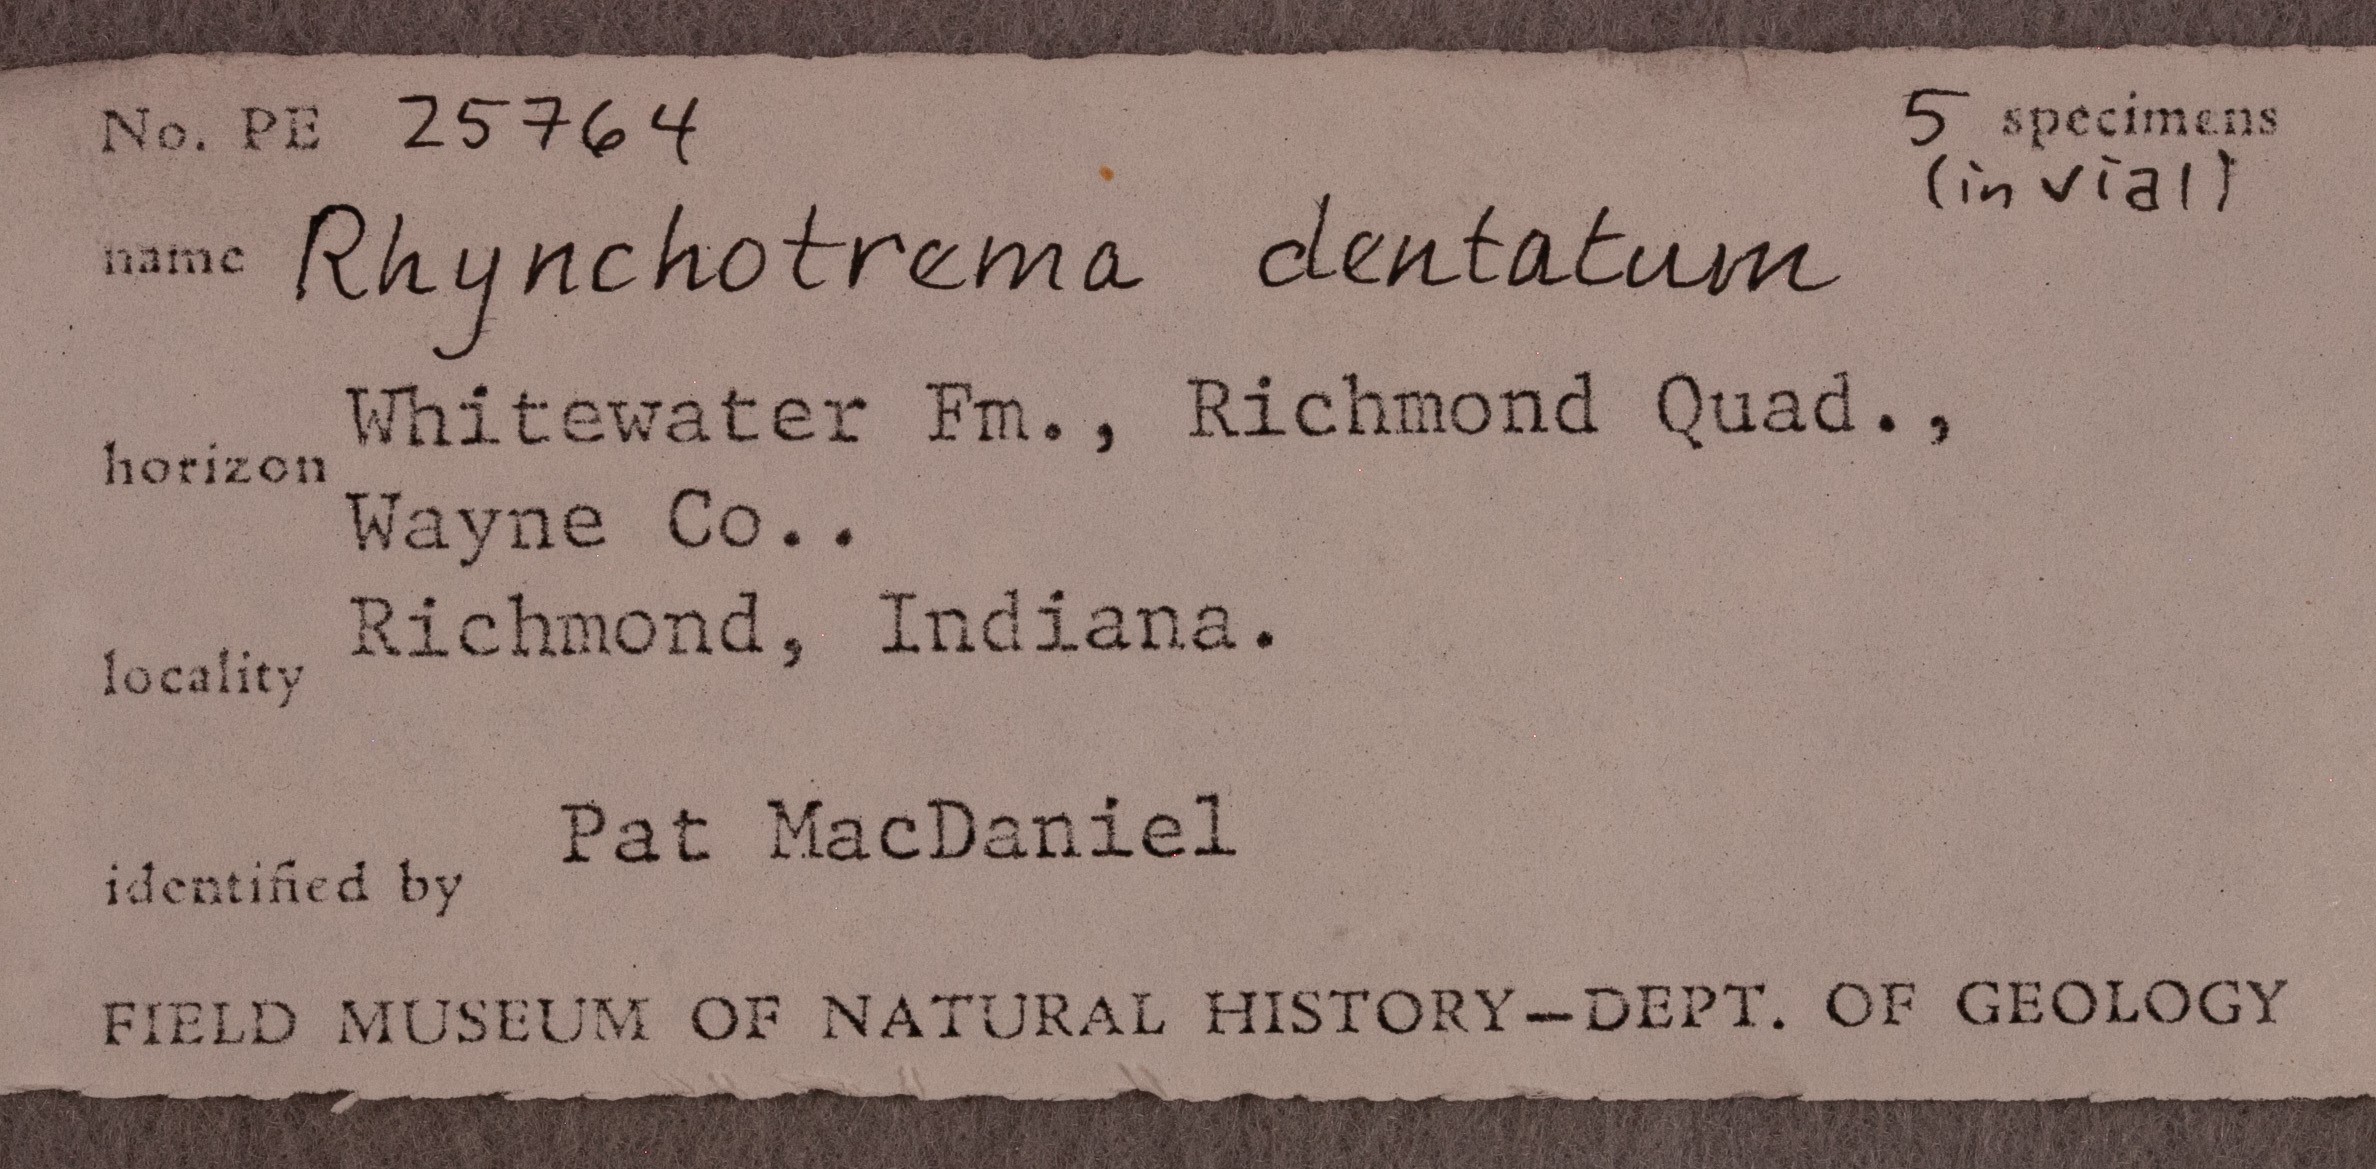 No. PE 25764 5 specimens
(in vial)
name Rhynchotrema dentatum
Whitewater Fm., Richmond Quad.,
horizon
Wayne Co..
Richmond, Indiana.
locality
Pat MacDaniel
identified by
FIELD MUSEUM OF NATURAL HISTORY—DEPT. OF GEOLOGY